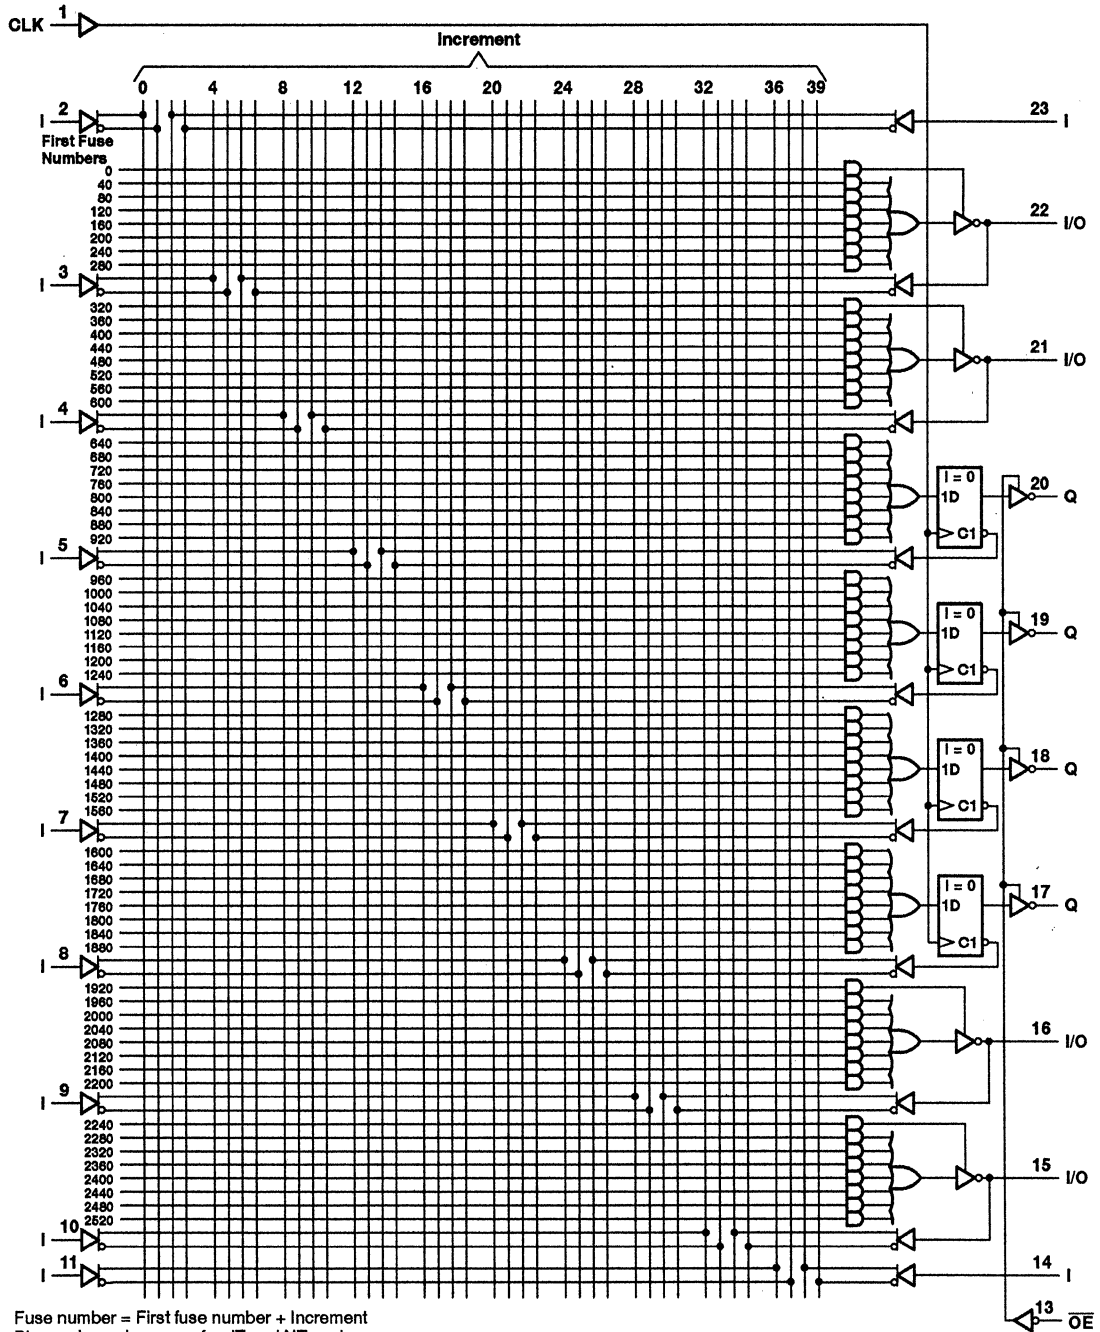 CLK 1
Increment
0 4 8 12 16 20 24 28 32 36 39
I 2 23 I
First Fuse
Numbers
0
40
80
120
160 22 I/O
200
240
280
I 3
320
360
400
440
480 21 I/O
520
560
600
I 4
640
680
720 I = 0
760
800 1D 20 Q
840
880
920 C1
I 5
960
1000
1040 I = 0
1080
1120 1D 19 Q
1160
1200
1240 C1
I 6
1280
1320
1360 I = 0
1400
1440 1D 18 Q
1480
1520
1560 C1
I 7
1600
1640
1680 I = 0
1720
1760 1D 17 Q
1800
1840
1880 C1
I 8
1920
1960
2000
2040
2080 16 I/O
2120
2160
2200
I 9
2240
2280
2320
2360
2400 15 I/O
2440
2480
2520
I 10
I 11 14 I
13 OE
Fuse number = First fuse number + Increment